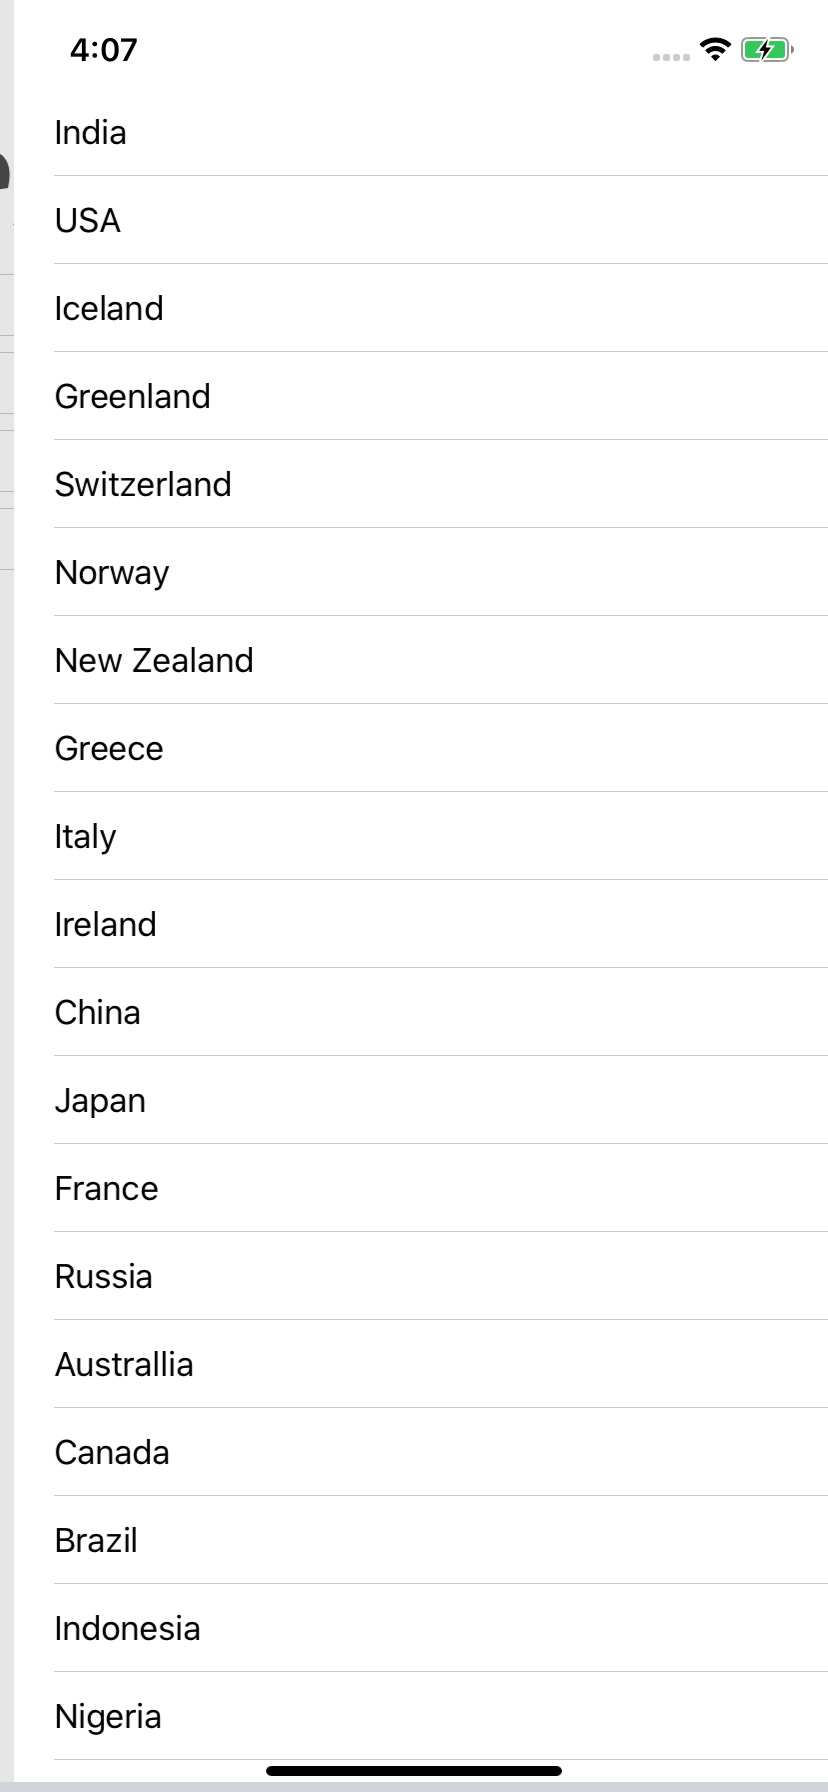 4:07
India
USA
Iceland
Greenland
Switzerland
Norway
New Zealand
Greece
Italy
Ireland
China
Japan
France
Russia
Australlia
Canada
Brazil
Indonesia
Nigeria